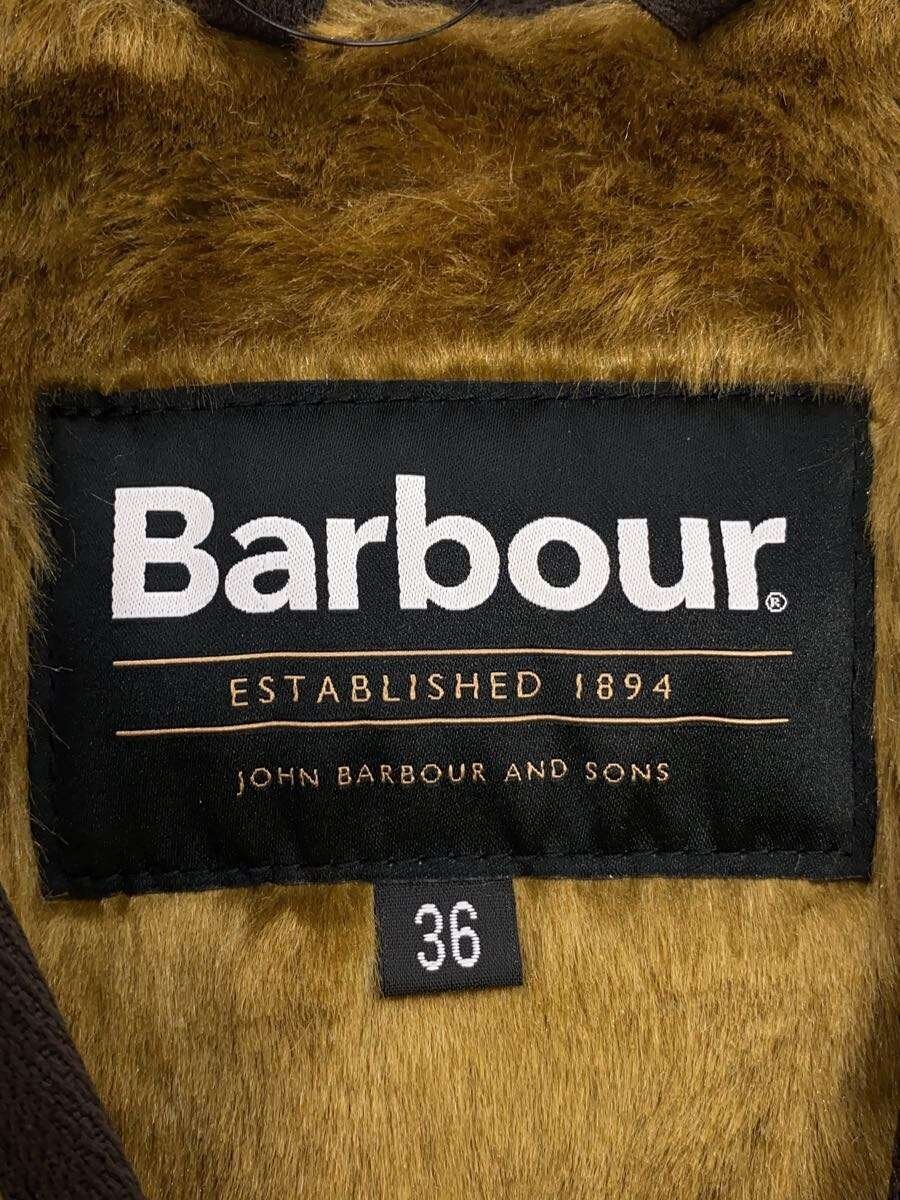 Barbour®
ESTABLISHED 1894
JOHN BARBOUR AND SONS
36